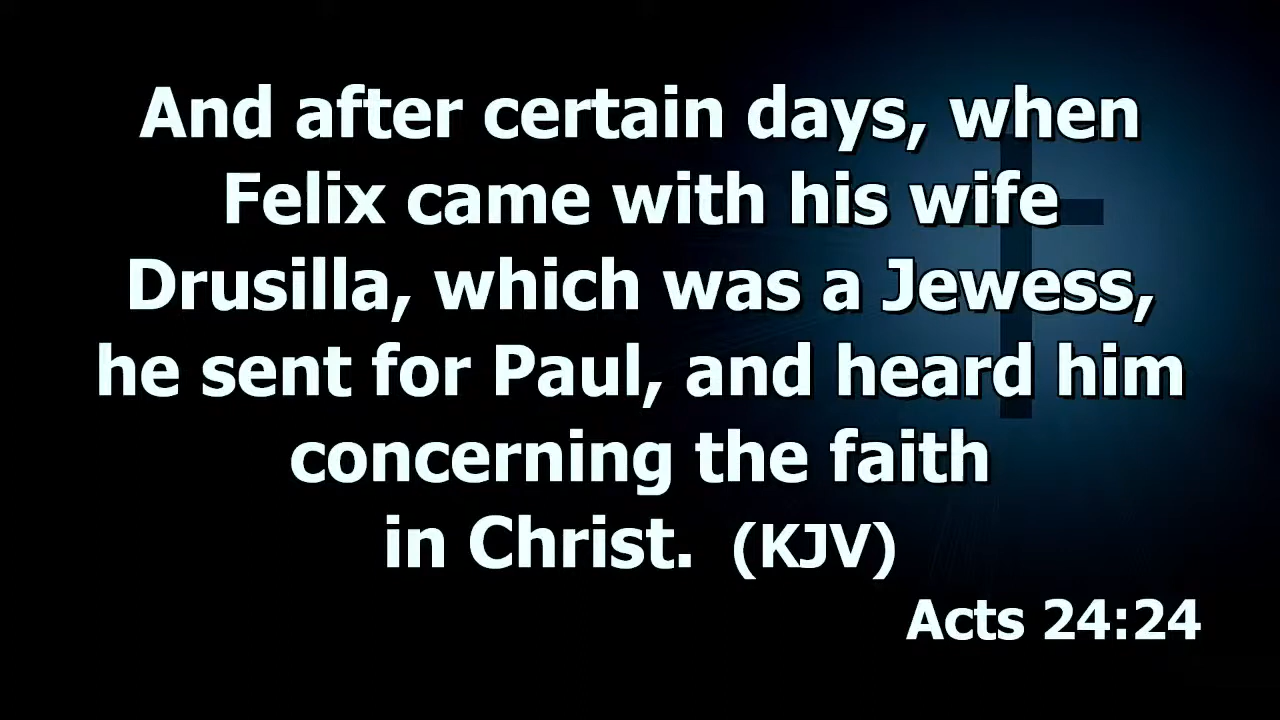 And after certain days, when
Felix came with his wife
Drusilla, which was a Jewess,
he sent for Paul, and heard him
concerning the faith
in Christ. (KJV)
Acts 24:24